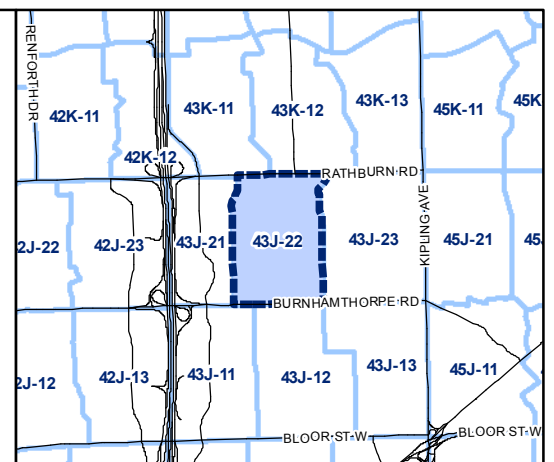 RENFORTH DR
42K-11
43K-11
43K-12
43K-13
45K-11
45K
42K-12
RATHBURN RD
KIPLING AVE
2J-22
42J-23
43J-21
43J-22
43J-23
45J-21
45J
BURNHAMTHORPE RD
2J-12
42J-13
43J-11
43J-12
43J-13
45J-11
BLOOR ST W
BLOOR ST W